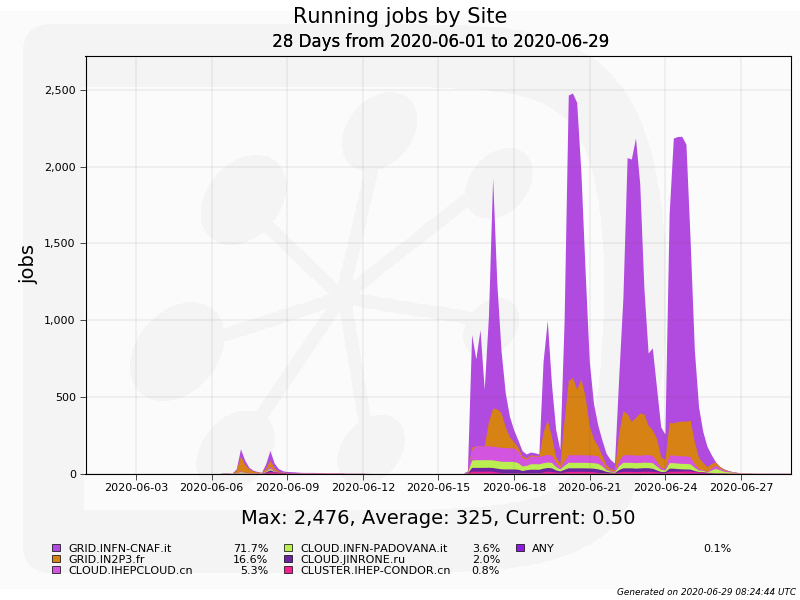 Running jobs by Site
28 Days from 2020-06-01 to 2020-06-29
2,500
2,000
1,500
1,000
500
0
jobs
2020-06-03 2020-06-06 2020-06-09 2020-06-12 2020-06-15 2020-06-18 2020-06-21 2020-06-24 2020-06-27
Max: 2,476, Average: 325, Current: 0.50
GRID.INFN-CNAF.it 71.7% CLOUD.INFN-PADOVANA.it 3.6% ANY 0.1%
GRID.IN2P3.fr 16.6% CLOUD.JINRONE.ru 2.0%
CLOUD.IHEPCLOUD.cn 5.3% CLUSTER.IHEP-CONDOR.cn 0.8%
Generated on 2020-06-29 08:24:44 UTC